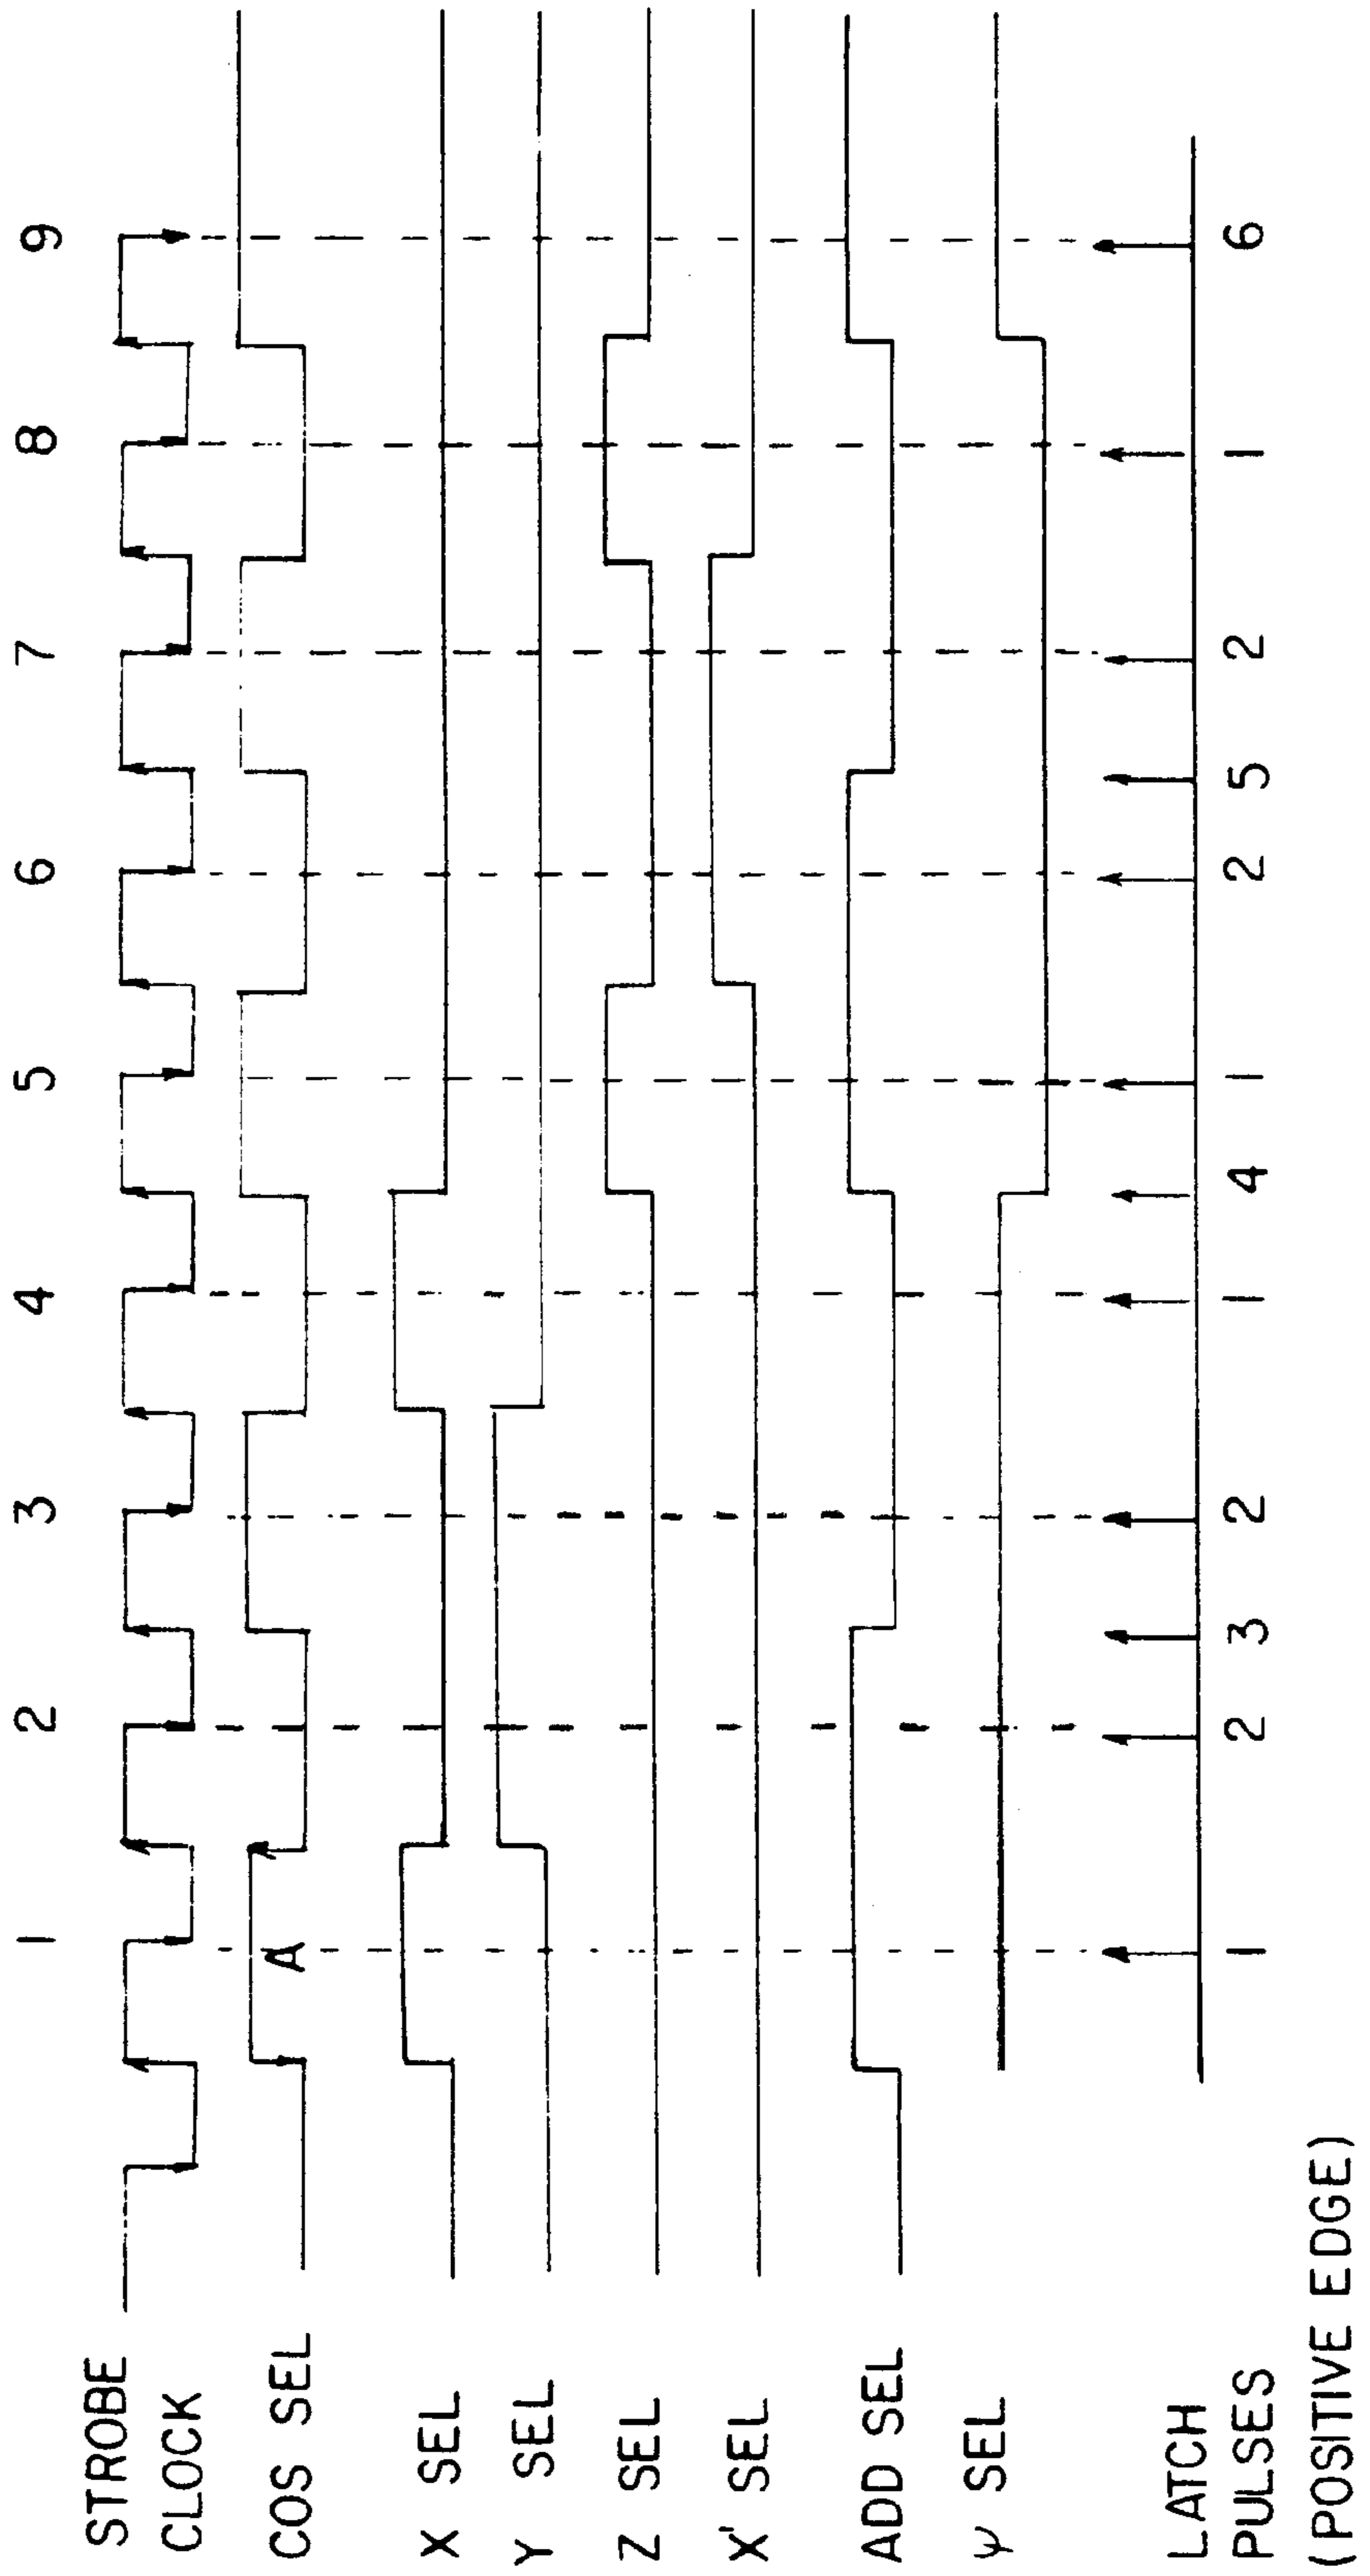 1 2 3 4 5 6 7 8 9
STROBE
CLOCK
COS SEL
A
X SEL
Y SEL
Z SEL
X' SEL
ADD SEL
ψ SEL
LATCH
PULSES
(POSITIVE EDGE)
1 2 3 2 1 4 1 2 5 2 1 6